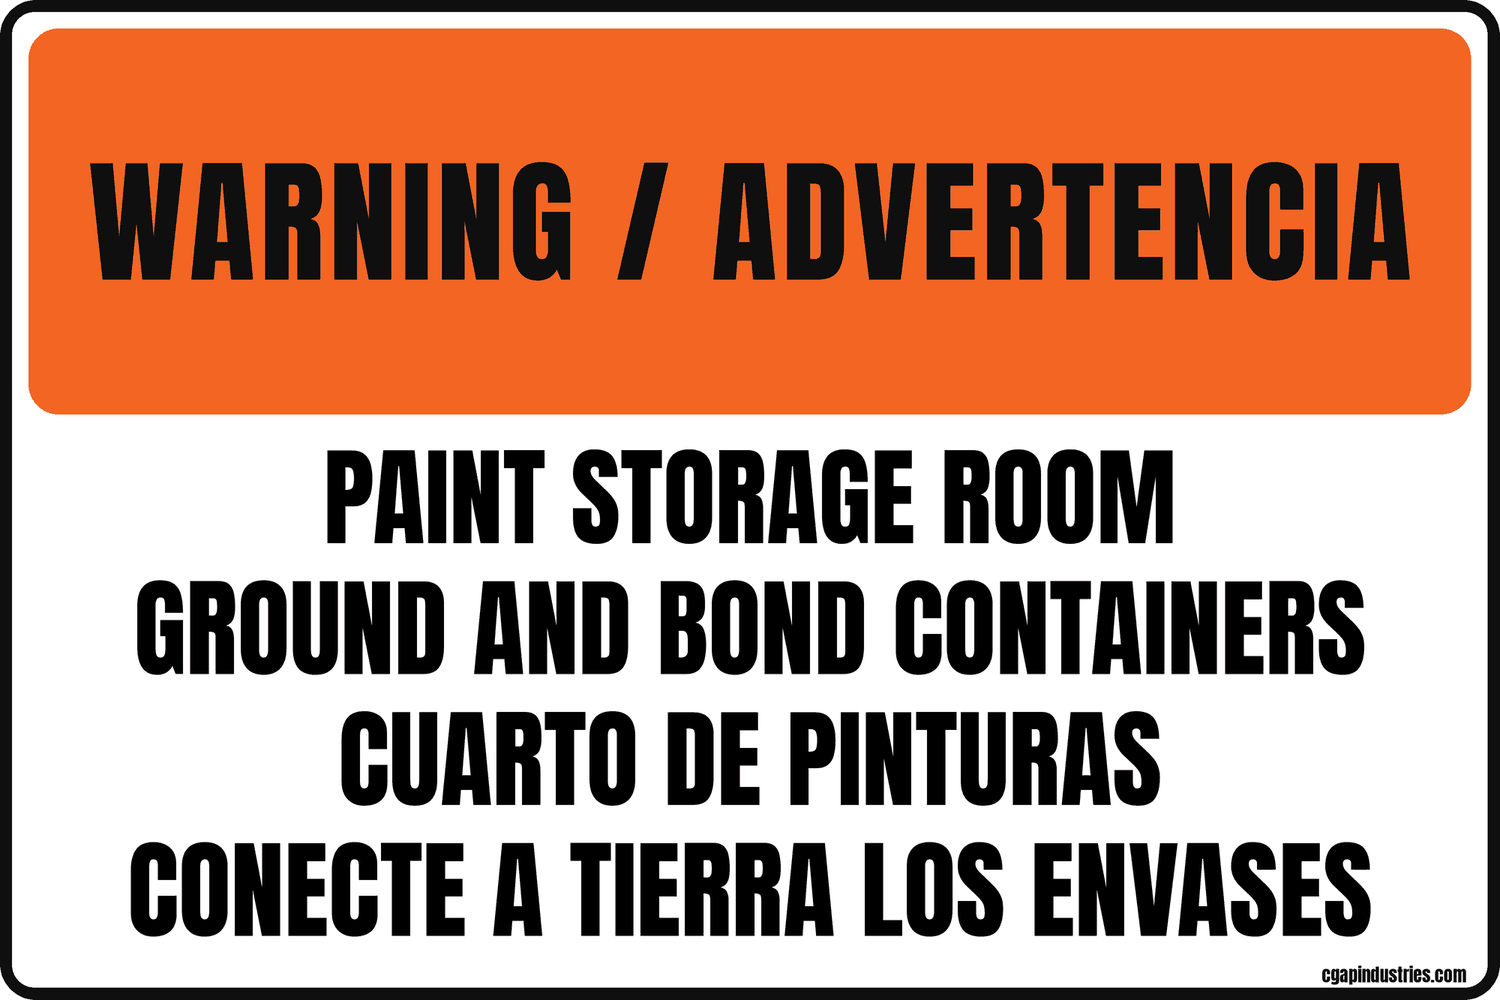 WARNING / ADVERTENCIA
PAINT STORAGE ROOM
GROUND AND BOND CONTAINERS
CUARTO DE PINTURAS
CONECTE A TIERRA LOS ENVASES
cgapindustries.com